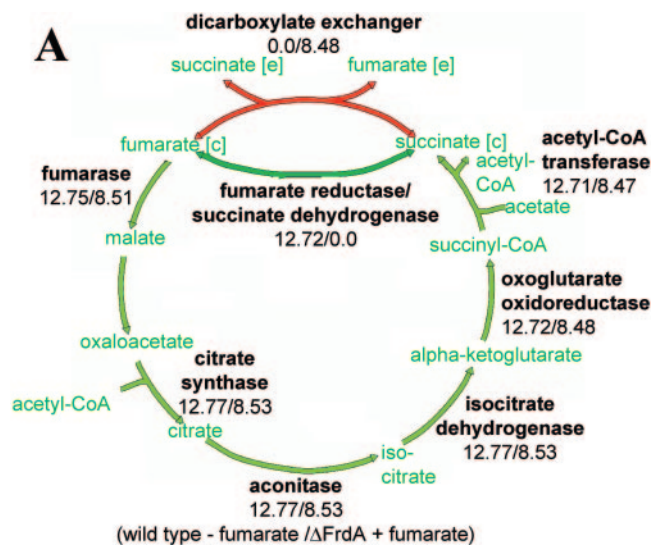 A
dicarboxylate exchanger
0.0/8.48
succinate [e]
fumarate [e]
fumarate [c]
succinate [c]
fumarase
12.75/8.51
fumarate reductase/
succinate dehydrogenase
12.72/0.0
acetyl-
CoA
acetate
acetyl-CoA
transferase
12.71/8.47
malate
succinyl-CoA
oxoglutarate
oxidoreductase
12.72/8.48
oxaloacetate
alpha-ketoglutarate
citrate
synthase
12.77/8.53
acetyl-CoA
citrate
isocitrate
dehydrogenase
12.77/8.53
iso-
citrate
aconitase
12.77/8.53
(wild type - fumarate /ΔFrdA + fumarate)